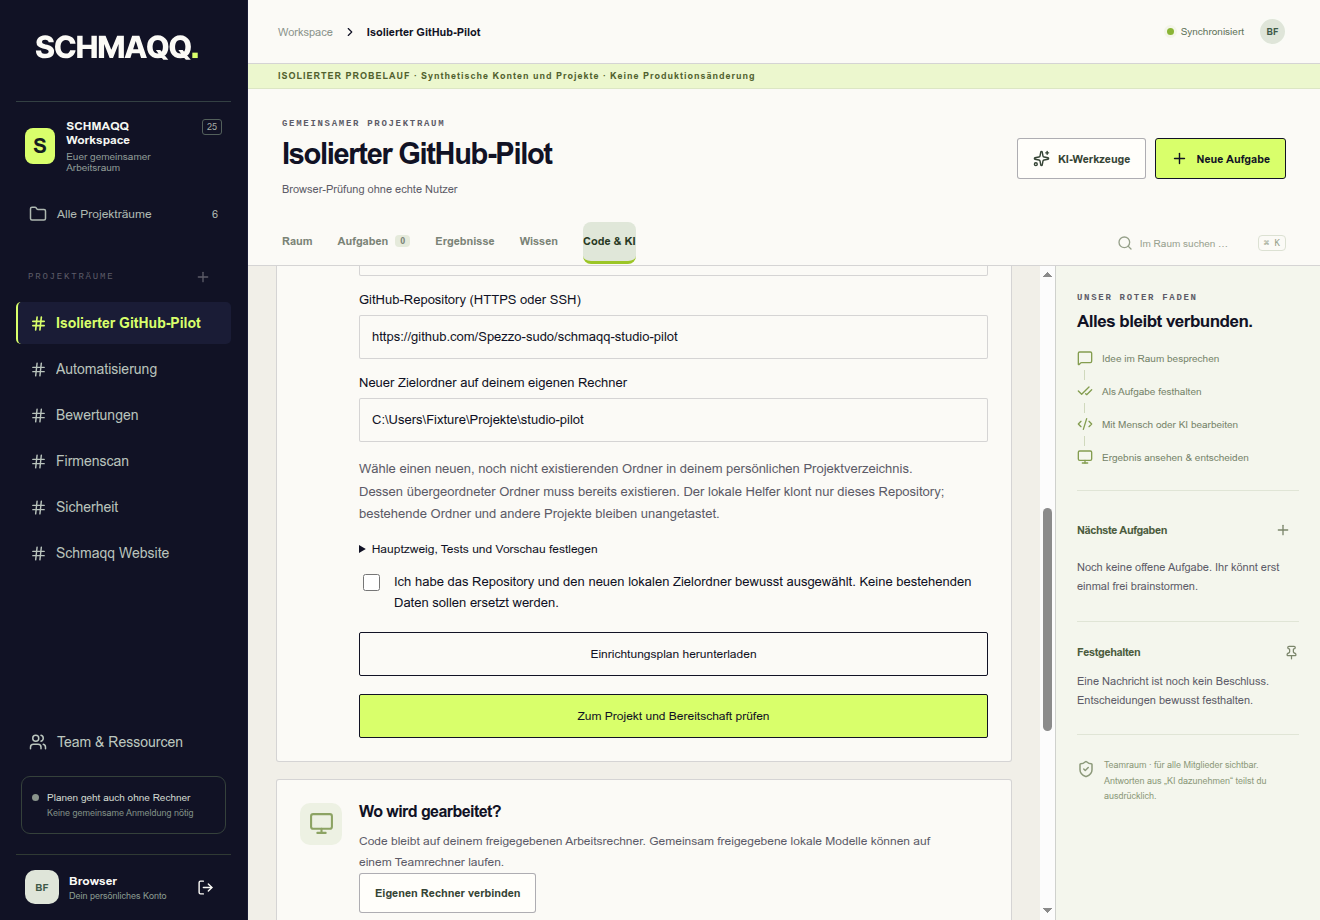 SCHMAQQ.
SCHMAQQ
Workspace
25
S
Euer gemeinsamer
Arbeitsraum
Alle Projekträume 6
PROJEKTRÄUME
Isolierter GitHub-Pilot
Automatisierung
Bewertungen
Firmenscan
Sicherheit
Schmaqq Website
Team & Ressourcen
Planen geht auch ohne Rechner
Keine gemeinsame Anmeldung nötig
BF
Browser
Dein persönliches Konto
Workspace Isolierter GitHub-Pilot
Synchronisiert BF
ISOLIERTER PROBELAUF · Synthetische Konten und Projekte · Keine Produktionsänderung
GEMEINSAMER PROJEKTRAUM
Isolierter GitHub-Pilot
Browser-Prüfung ohne echte Nutzer
KI-Werkzeuge
Neue Aufgabe
Raum Aufgaben 0 Ergebnisse Wissen Code & KI
Im Raum suchen … ⌘ K
GitHub-Repository (HTTPS oder SSH)
https://github.com/Spezzo-sudo/schmaqq-studio-pilot
Neuer Zielordner auf deinem eigenen Rechner
C:\Users\Fixture\Projekte\studio-pilot
Wähle einen neuen, noch nicht existierenden Ordner in deinem persönlichen Projektverzeichnis.
Dessen übergeordneter Ordner muss bereits existieren. Der lokale Helfer klont nur dieses Repository;
bestehende Ordner und andere Projekte bleiben unangetastet.
Hauptzweig, Tests und Vorschau festlegen
Ich habe das Repository und den neuen lokalen Zielordner bewusst ausgewählt. Keine bestehenden
Daten sollen ersetzt werden.
Einrichtungsplan herunterladen
Zum Projekt und Bereitschaft prüfen
Wo wird gearbeitet?
Code bleibt auf deinem freigegebenen Arbeitsrechner. Gemeinsam freigegebene lokale Modelle können auf
einem Teamrechner laufen.
Eigenen Rechner verbinden
UNSER ROTER FADEN
Alles bleibt verbunden.
Idee im Raum besprechen
Als Aufgabe festhalten
Mit Mensch oder KI bearbeiten
Ergebnis ansehen & entscheiden
Nächste Aufgaben
Noch keine offene Aufgabe. Ihr könnt erst
einmal frei brainstormen.
Festgehalten
Eine Nachricht ist noch kein Beschluss.
Entscheidungen bewusst festhalten.
Teamraum · für alle Mitglieder sichtbar.
Antworten aus „KI dazunehmen“ teilst du
ausdrücklich.